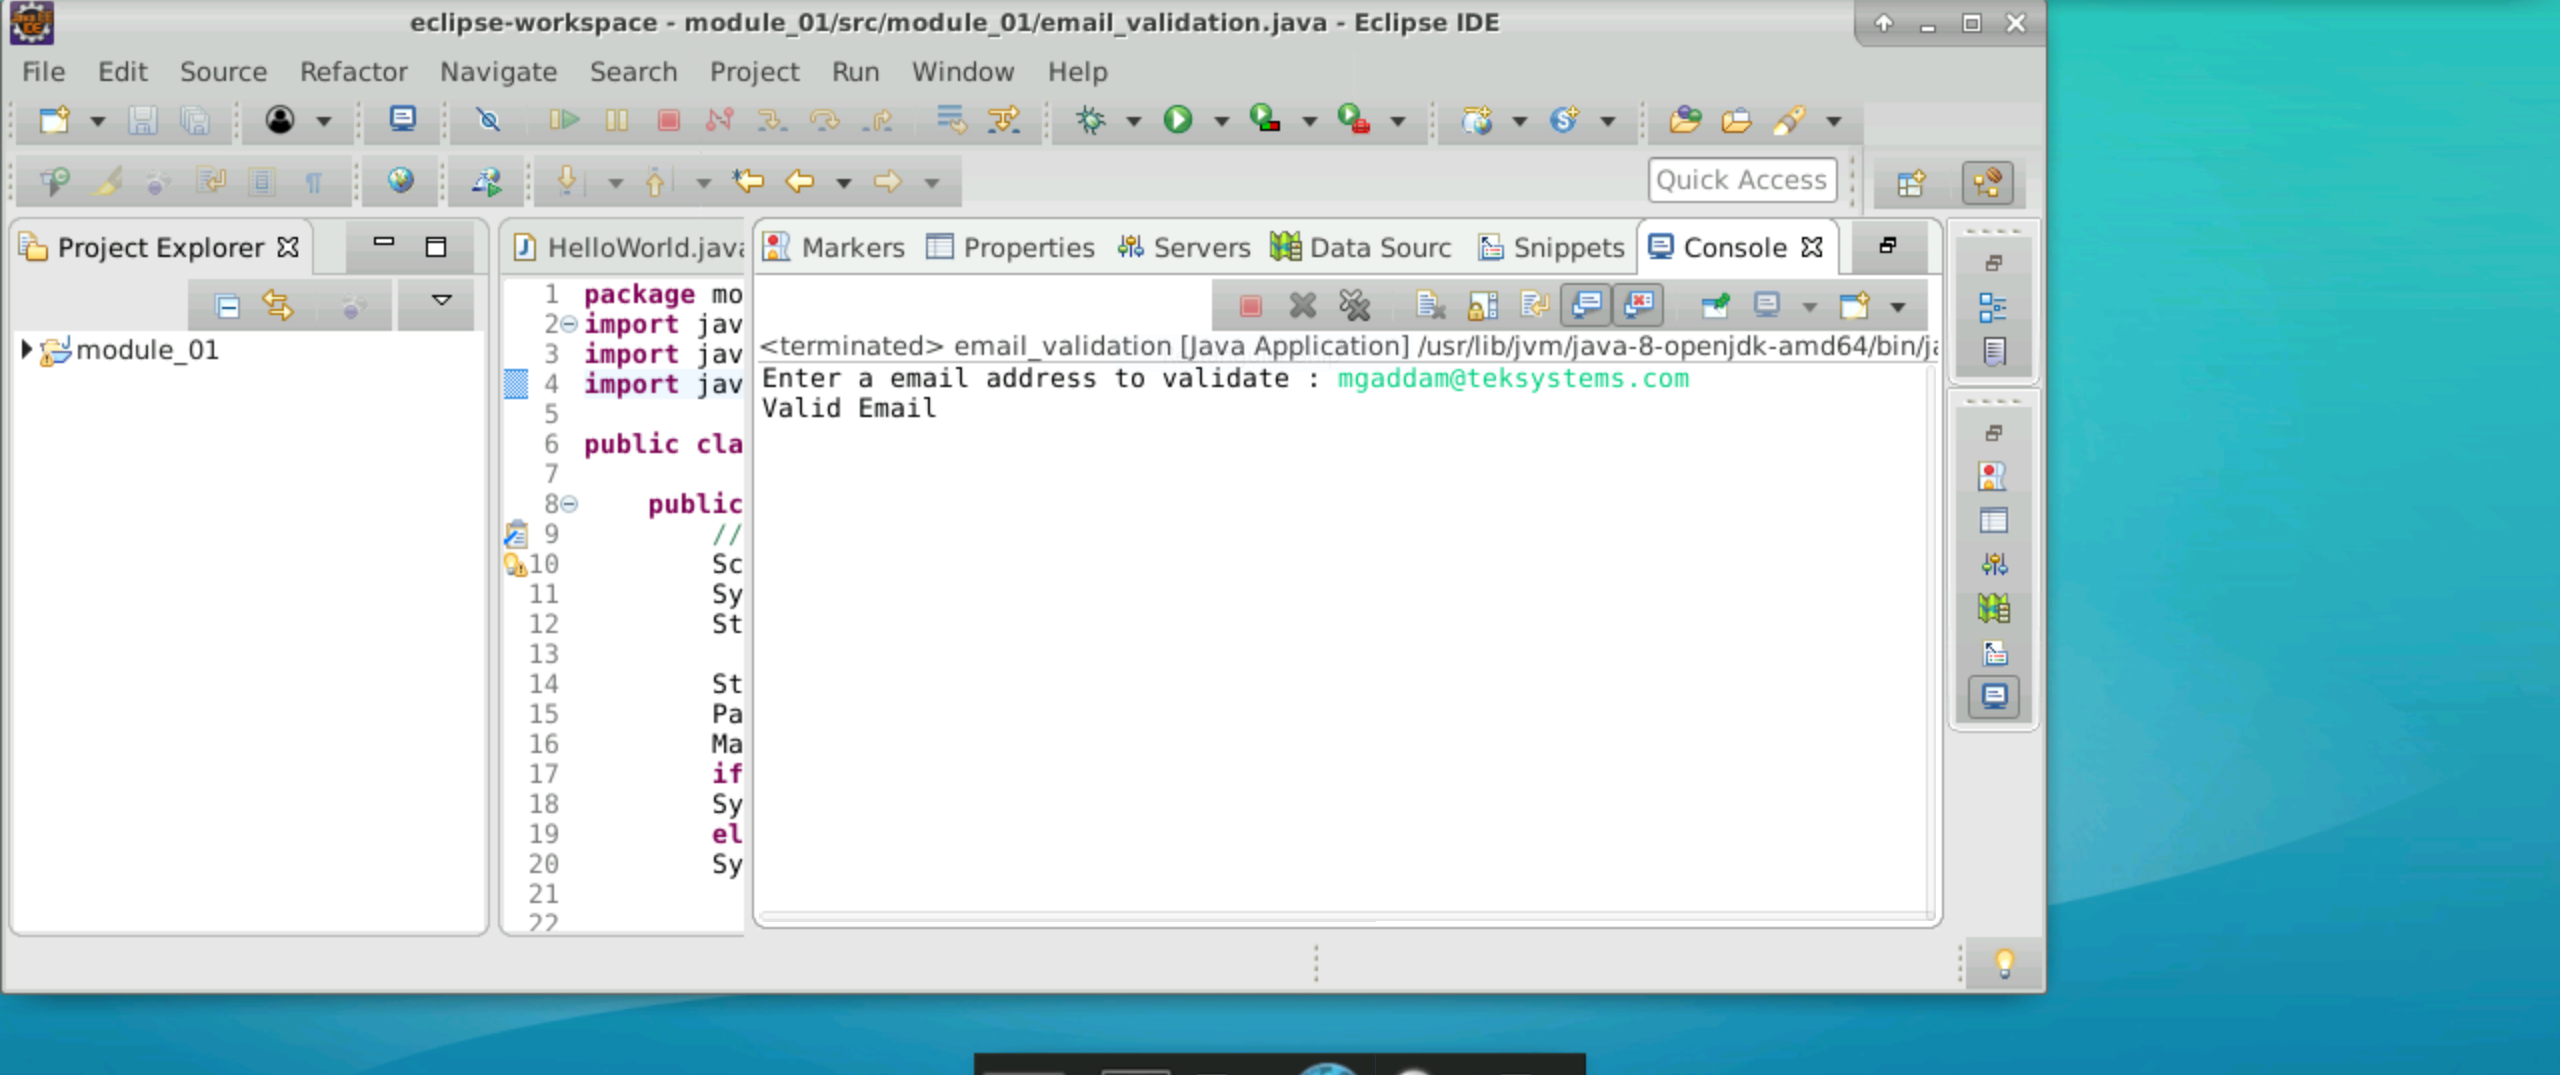 eclipse-workspace - module_01/src/module_01/email_validation.java - Eclipse IDE
File Edit Source Refactor Navigate Search Project Run Window Help
Quick Access
Project Explorer
module_01
HelloWorld.java
1 package mo
2 import jav
3 import jav
4 import jav
5
6 public cla
7
8 public
9 //
10 Sc
11 Sy
12 St
13
14 St
15 Pa
16 Ma
17 if
18 Sy
19 el
20 Sy
21
22
Markers Properties Servers Data Sourc Snippets Console
<terminated> email_validation [Java Application] /usr/lib/jvm/java-8-openjdk-amd64/bin/ja
Enter a email address to validate : mgaddam@teksystems.com
Valid Email